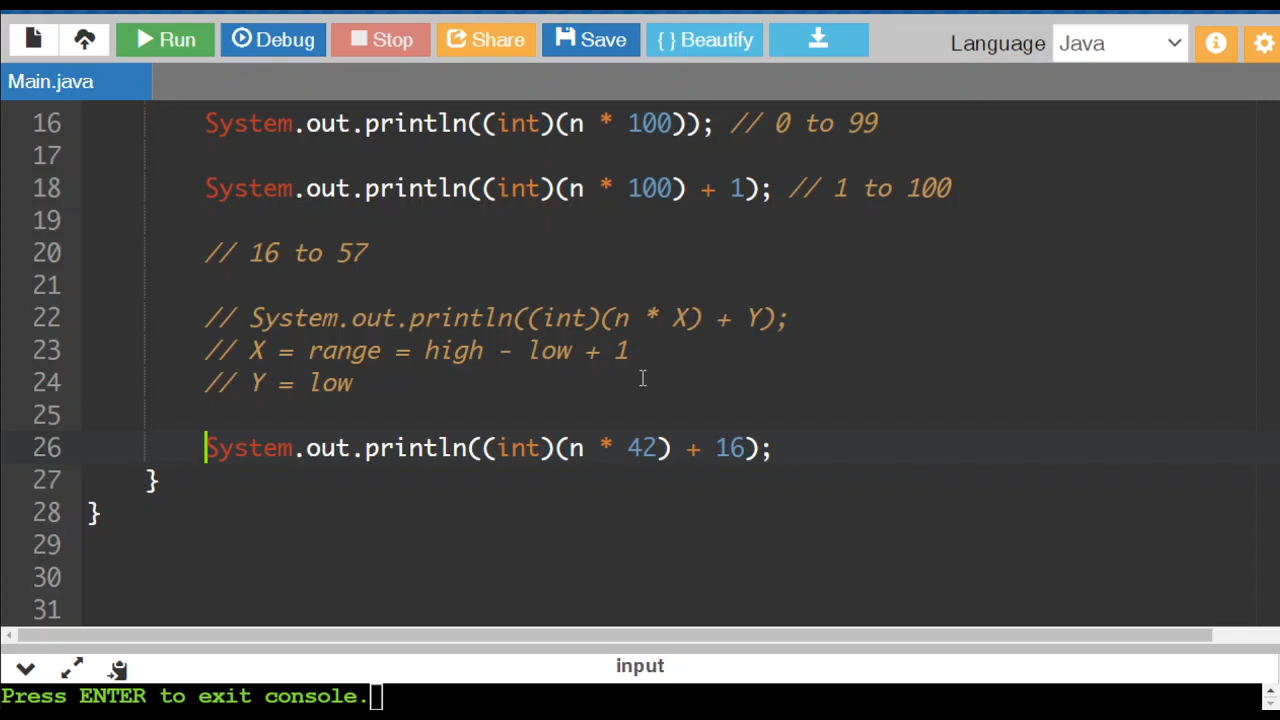 Run Debug Stop Share Save { } Beautify Language Java
Main.java
16 System.out.println((int)(n * 100)); // 0 to 99
17
18 System.out.println((int)(n * 100) + 1); // 1 to 100
19
20 // 16 to 57
21
22 // System.out.println((int)(n * X) + Y);
23 // X = range = high - low + 1
24 // Y = low
25
26 System.out.println((int)(n * 42) + 16);
27 }
28 }
29
30
31
input
Press ENTER to exit console.